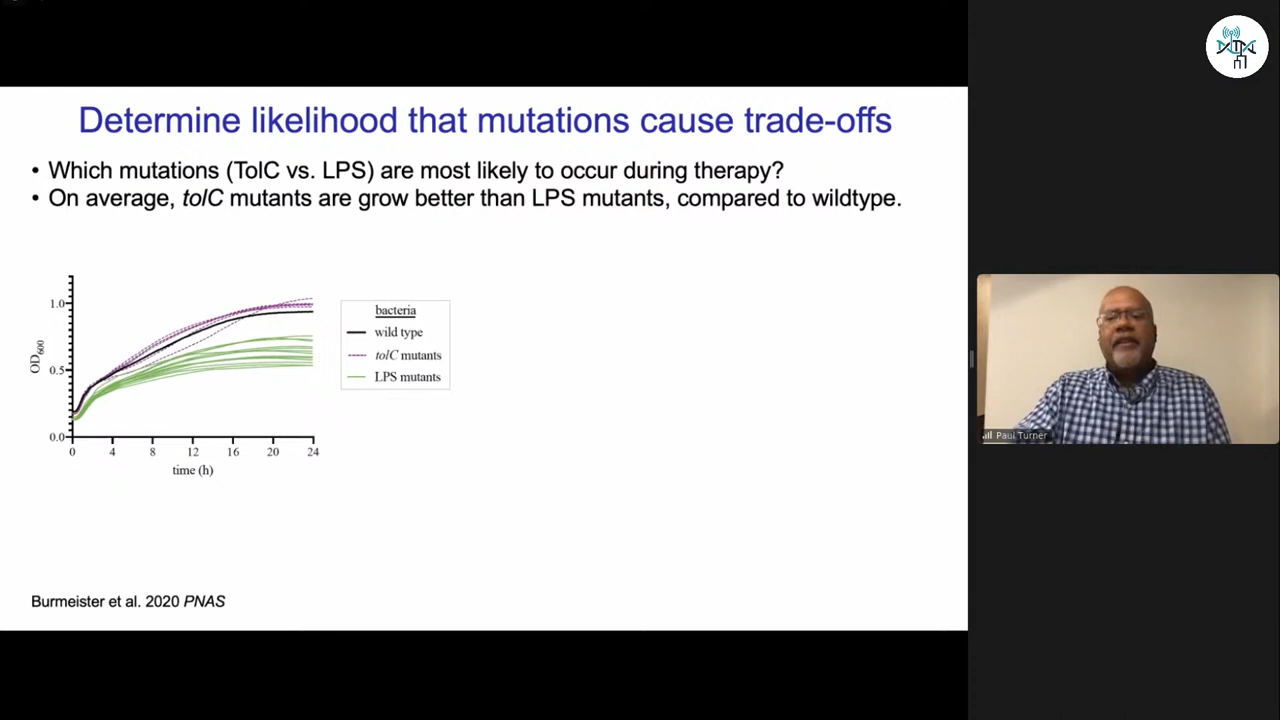 Determine likelihood that mutations cause trade-offs
• Which mutations (TolC vs. LPS) are most likely to occur during therapy?
• On average, tolC mutants are grow better than LPS mutants, compared to wildtype.
1.0
0.5
0.0
OD600
0 4 8 12 16 20 24
time (h)
bacteria
wild type
tolC mutants
LPS mutants
Burmeister et al. 2020 PNAS
Paul Turner